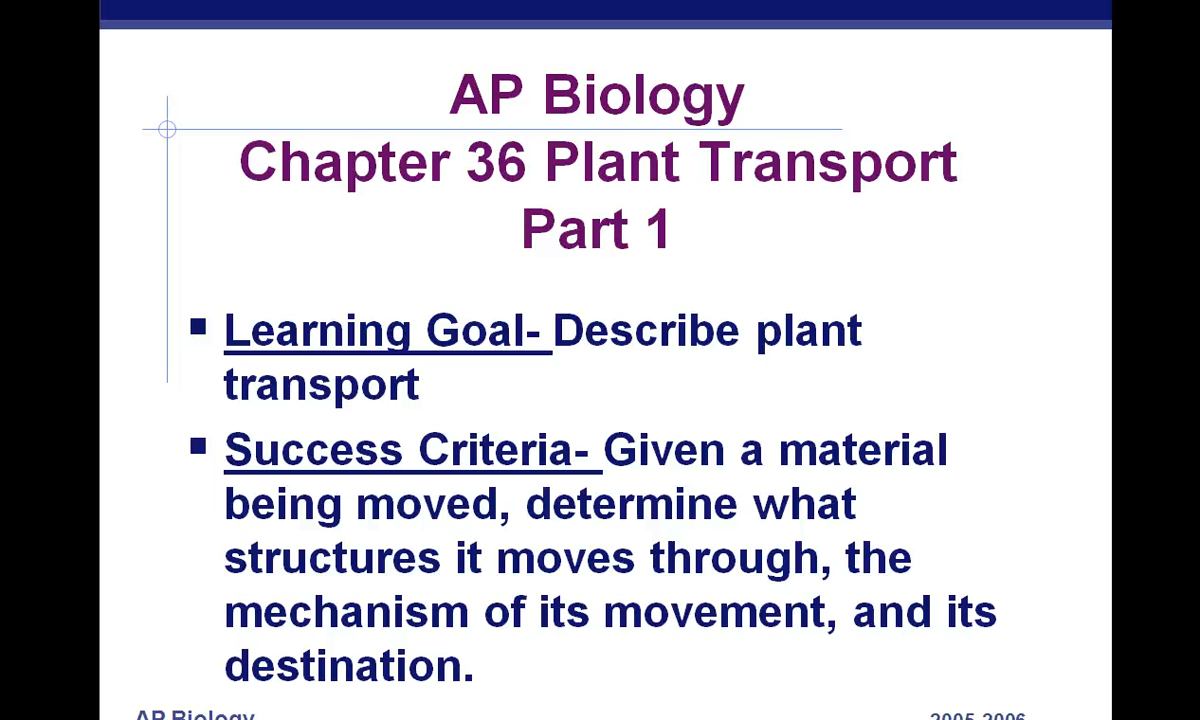 AP Biology
Chapter 36 Plant Transport
Part 1
Learning Goal- Describe plant
transport
Success Criteria- Given a material
being moved, determine what
structures it moves through, the
mechanism of its movement, and its
destination.
AP Biology
2005-2006